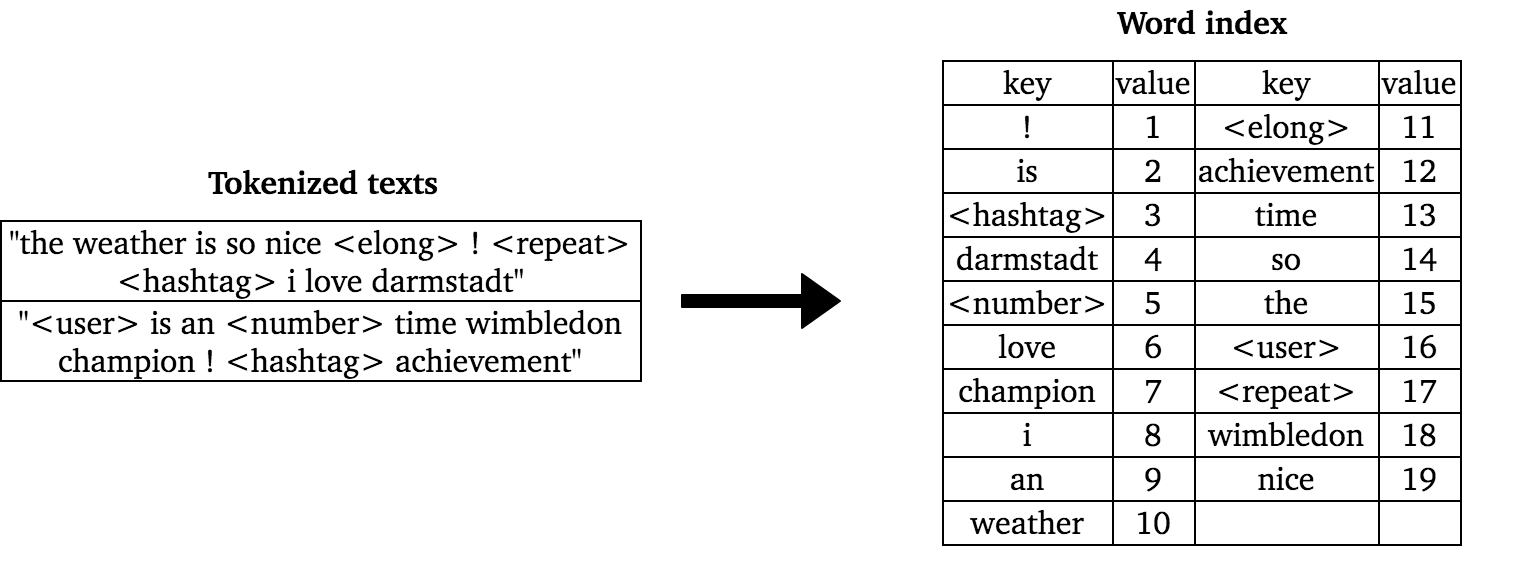 Word index
key value key value
! 1 <elong> 11
is 2 achievement 12
<hashtag> 3 time 13
darmstadt 4 so 14
<number> 5 the 15
love 6 <user> 16
champion 7 <repeat> 17
i 8 wimbledon 18
an 9 nice 19
weather 10
Tokenized texts
"the weather is so nice <elong> ! <repeat>
<hashtag> i love darmstadt"
"<user> is an <number> time wimbledon
champion ! <hashtag> achievement"